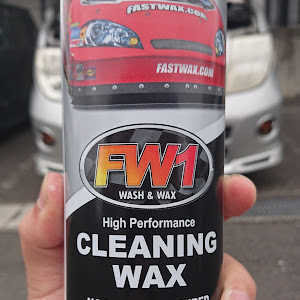 FASTWAX.COM
FASTWAX.COM
FW1
WASH & WAX
High Performance
CLEANING
WAX